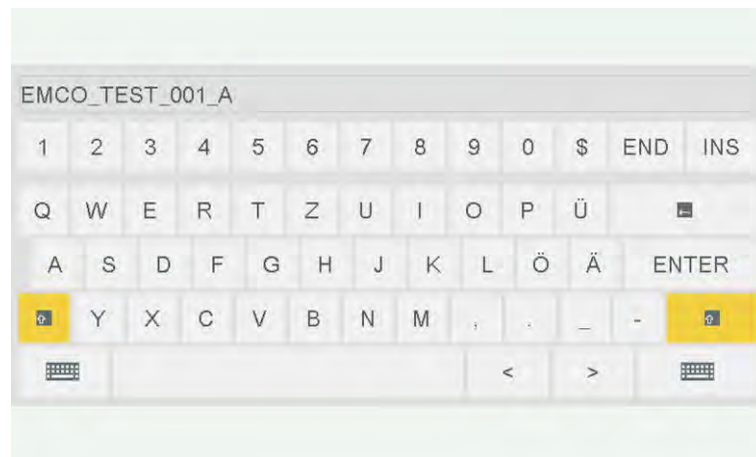 EMCO_TEST_001_A
1 2 3 4 5 6 7 8 9 0 $ END INS
Q W E R T Z U I O P Ü
A S D F G H J K L Ö Ä ENTER
Y X C V B N M , . _ -
< >